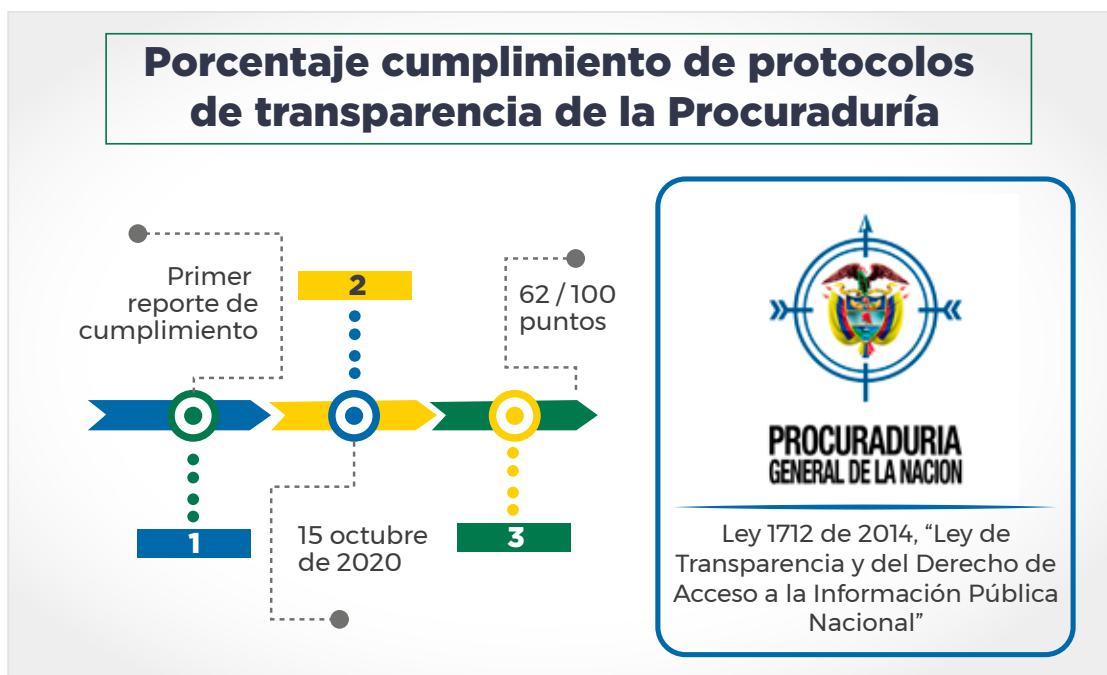 Porcentaje cumplimiento de protocolos
de transparencia de la Procuraduría
Primer
reporte de
cumplimiento
1
2
15 octubre
de 2020
62 / 100
puntos
3
PROCURADURIA
GENERAL DE LA NACION
Ley 1712 de 2014, “Ley de
Transparencia y del Derecho de
Acceso a la Información Pública
Nacional”